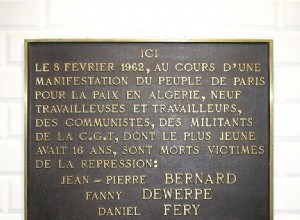 ICI
LE 8 FEVRIER 1962, AU COURS D'UNE
MANIFESTATION DU PEUPLE DE PARIS
POUR LA PAIX EN ALGERIE, NEUF
TRAVAILLEUSES ET TRAVAILLEURS,
DES COMMUNISTES, DES MILITANTS
DE LA C.G.T, DONT LE PLUS JEUNE
AVAIT 16 ANS, SONT MORTS VICTIMES
DE LA REPRESSION:
JEAN-PIERRE BERNARD
FANNY DEWERPE
DANIEL FERY